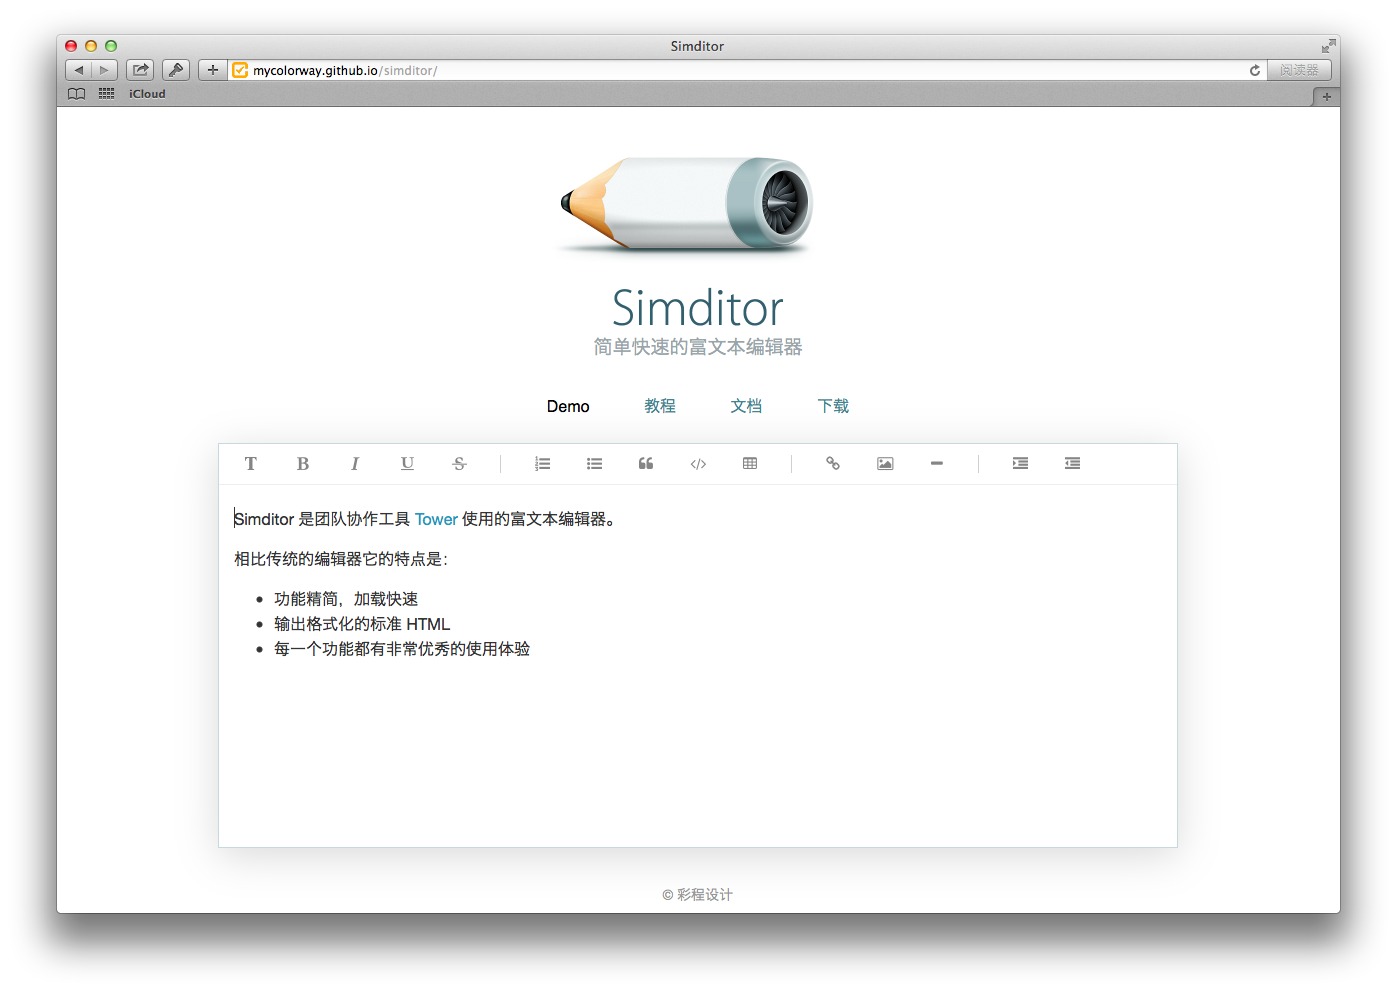 Simditor
mycolorway.github.io/simditor/
阅读器
iCloud
Simditor
简单快速的富文本编辑器
Demo 教程 文档 下载
T B I U S
Simditor 是团队协作工具 Tower 使用的富文本编辑器。
相比传统的编辑器它的特点是：
• 功能精简，加载快速
• 输出格式化的标准 HTML
• 每一个功能都有非常优秀的使用体验
© 彩程设计